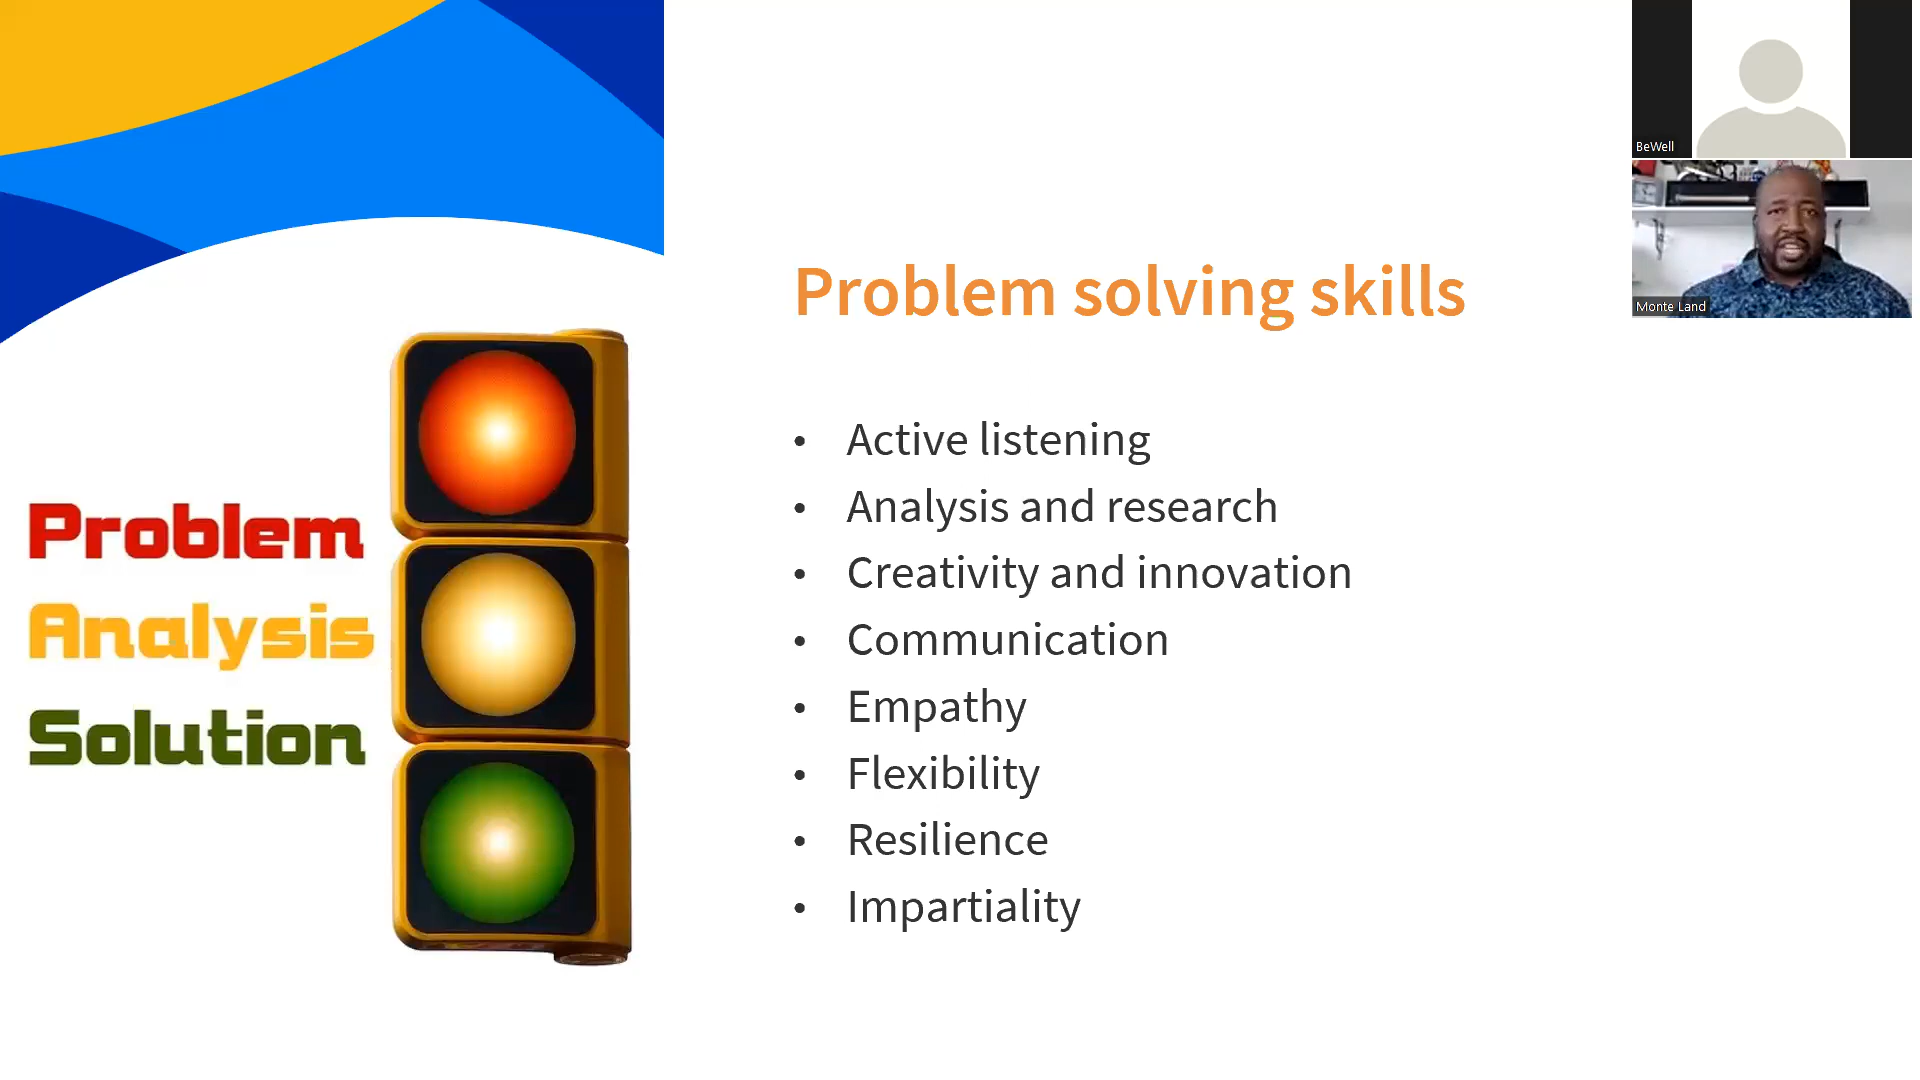 Problem
Analysis
Solution
Problem solving skills
• Active listening
• Analysis and research
• Creativity and innovation
• Communication
• Empathy
• Flexibility
• Resilience
• Impartiality
BeWell
Monte Land